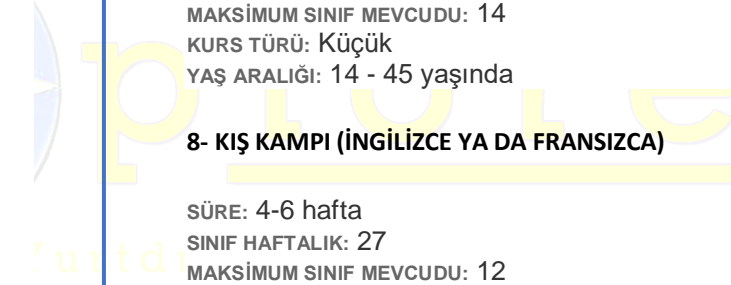 MAKSİMUM SINIF MEVCUDU: 14
KURS TÜRÜ: Küçük
YAŞ ARALIĞI: 14 - 45 yaşında
8- KIŞ KAMPI (İNGİLİZCE YA DA FRANSIZCA)
SÜRE: 4-6 hafta
SINIF HAFTALIK: 27
MAKSİMUM SINIF MEVCUDU: 12